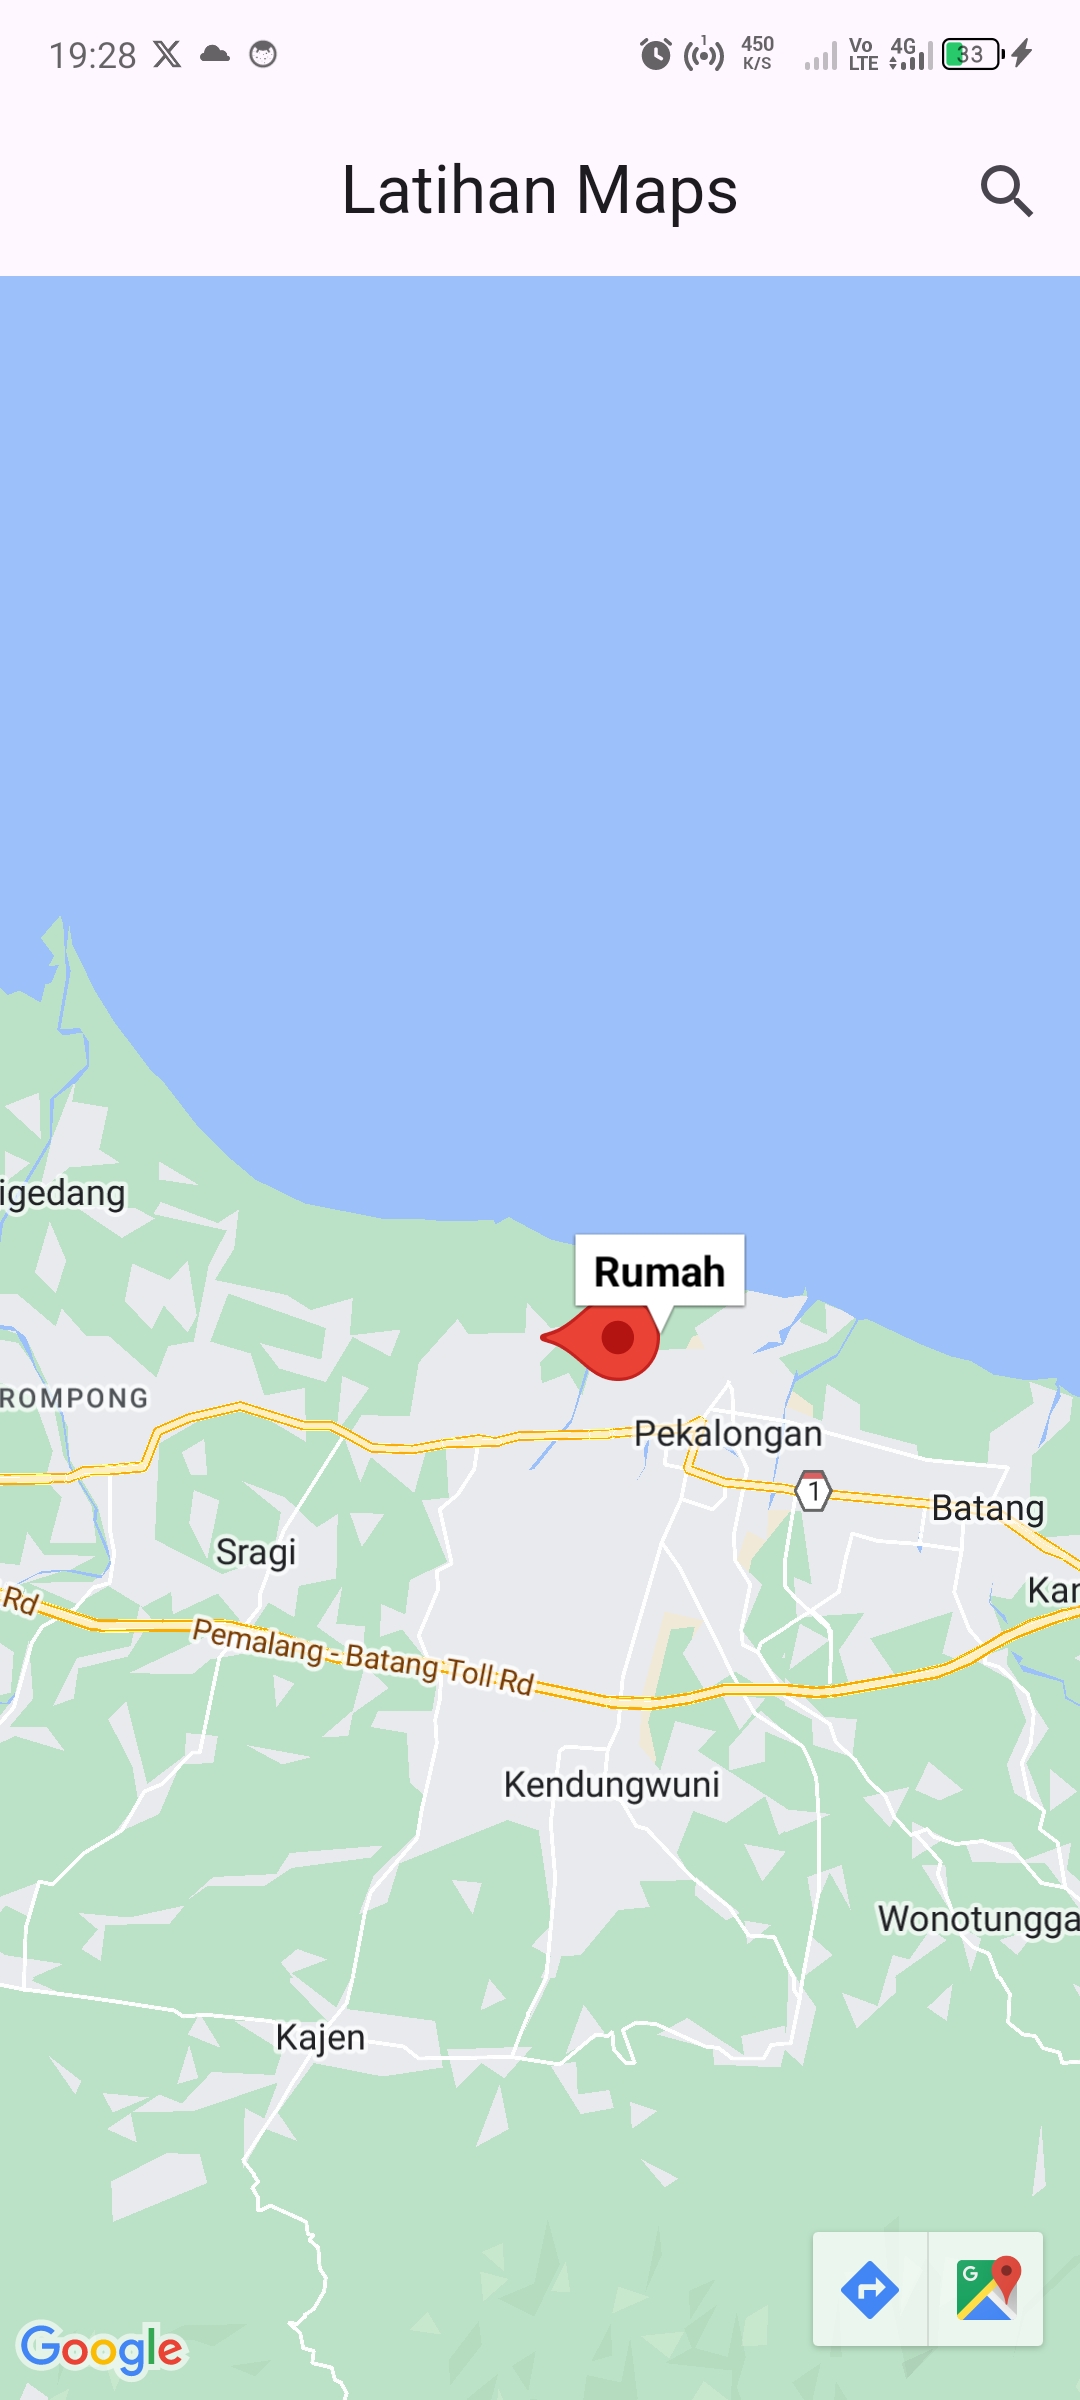 19:28
1
450 K/S
Vo LTE
4G
33
Latihan Maps
igedang
Rumah
ROMPONG
Pekalongan
1
Batang
Sragi
Kar
Rd
Pemalang - Batang Toll Rd
Kendungwuni
Wonotungga
Kajen
G
Google